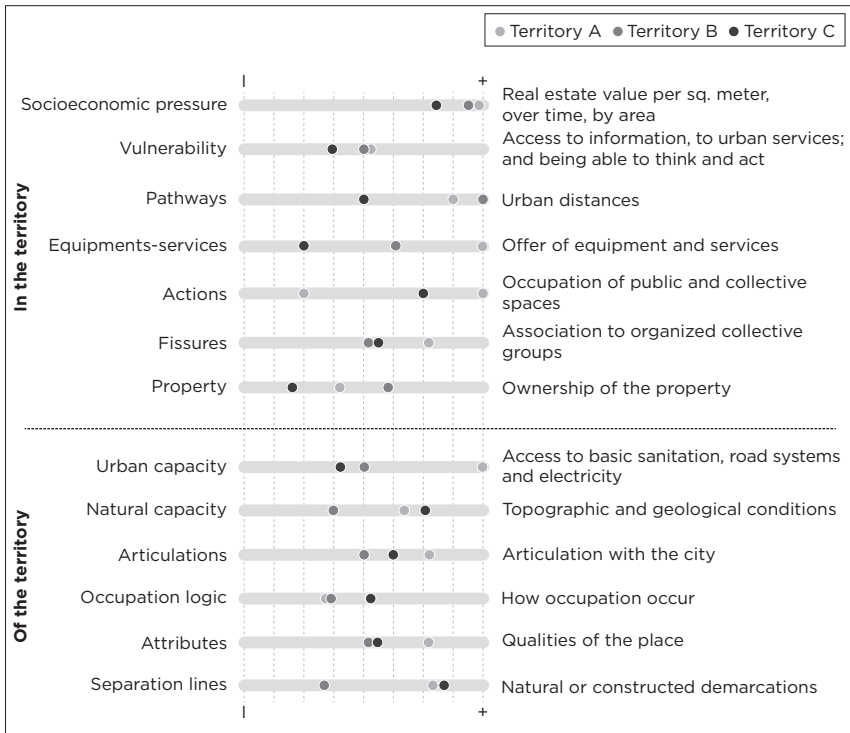 Territory A Territory B Territory C
I +
Socioeconomic pressure
Real estate value per sq. meter,
over time, by area
Vulnerability
Access to information, to urban services;
and being able to think and act
Pathways
Urban distances
Equipments-services
Offer of equipment and services
Actions
Occupation of public and collective
spaces
Fissures
Association to organized collective
groups
Property
Ownership of the property
In the territory
Urban capacity
Access to basic sanitation, road systems
and electricity
Natural capacity
Topographic and geological conditions
Articulations
Articulation with the city
Occupation logic
How occupation occur
Attributes
Qualities of the place
Separation lines
Natural or constructed demarcations
Of the territory
I +